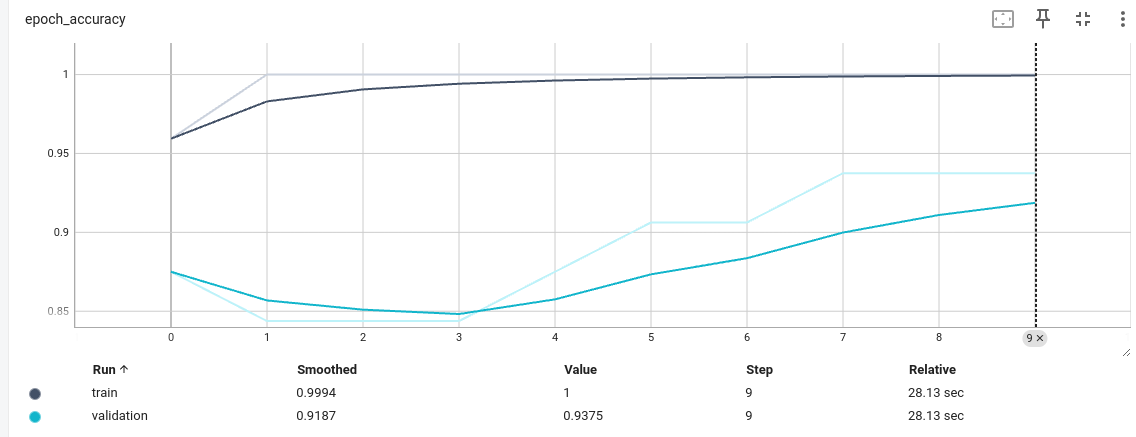 epoch_accuracy
1
0.95
0.9
0.85
0 1 2 3 4 5 6 7 8 9 ×
Run ↑ Smoothed Value Step Relative
train 0.9994 1 9 28.13 sec
validation 0.9187 0.9375 9 28.13 sec